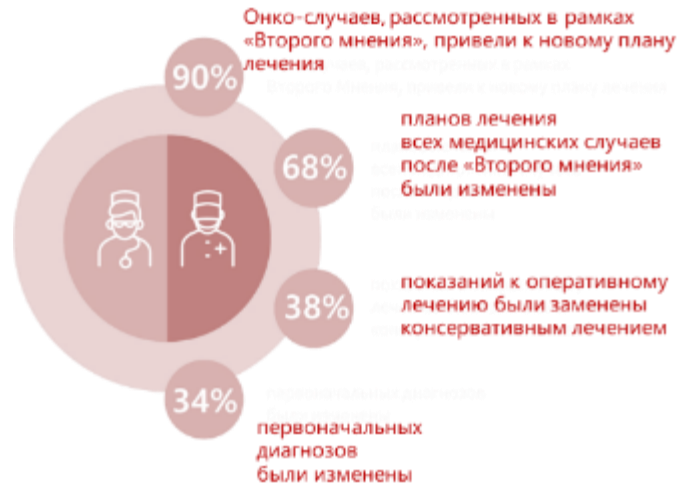 Онко-случаев, рассмотренных в рамках
«Второго мнения», привели к новому плану
лечения
90%
планов лечения
всех медицинских случаев
после «Второго мнения»
были изменены
68%
показаний к оперативному
лечению были заменены
консервативным лечением
38%
34%
первоначальных
диагнозов
были изменены